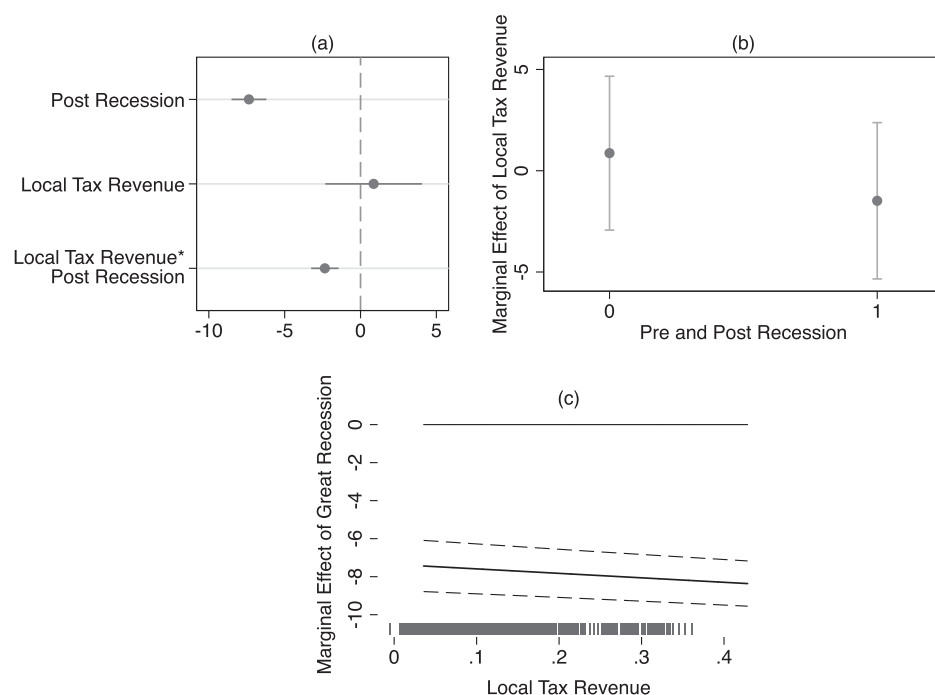 (a)
Post Recession
Local Tax Revenue
Local Tax Revenue*
Post Recession
-10 -5 0 5
(b)
Marginal Effect of Local Tax Revenue
5
0
-5
0 1
Pre and Post Recession
(c)
Marginal Effect of Great Recession
0
-2
-4
-6
-8
-10
0 .1 .2 .3 .4
Local Tax Revenue